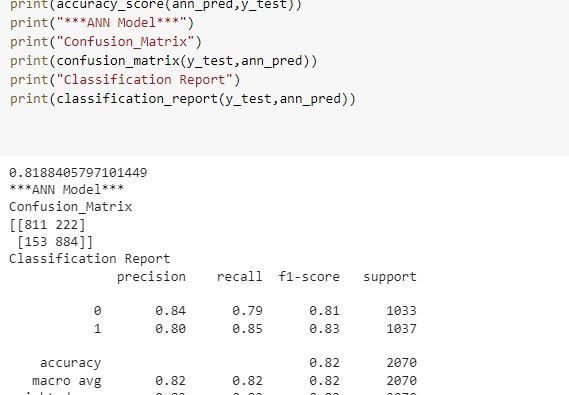 print(accuracy_score(ann_pred,y_test))
print("***ANN Model***")
print("Confusion_Matrix")
print(confusion_matrix(y_test,ann_pred))
print("Classification Report")
print(classification_report(y_test,ann_pred))
0.8188405797101449
***ANN Model***
Confusion_Matrix
[[811 222]
 [153 884]]
Classification Report
              precision    recall  f1-score   support

           0       0.84      0.79      0.81      1033
           1       0.80      0.85      0.83      1037

    accuracy                           0.82      2070
   macro avg       0.82      0.82      0.82      2070